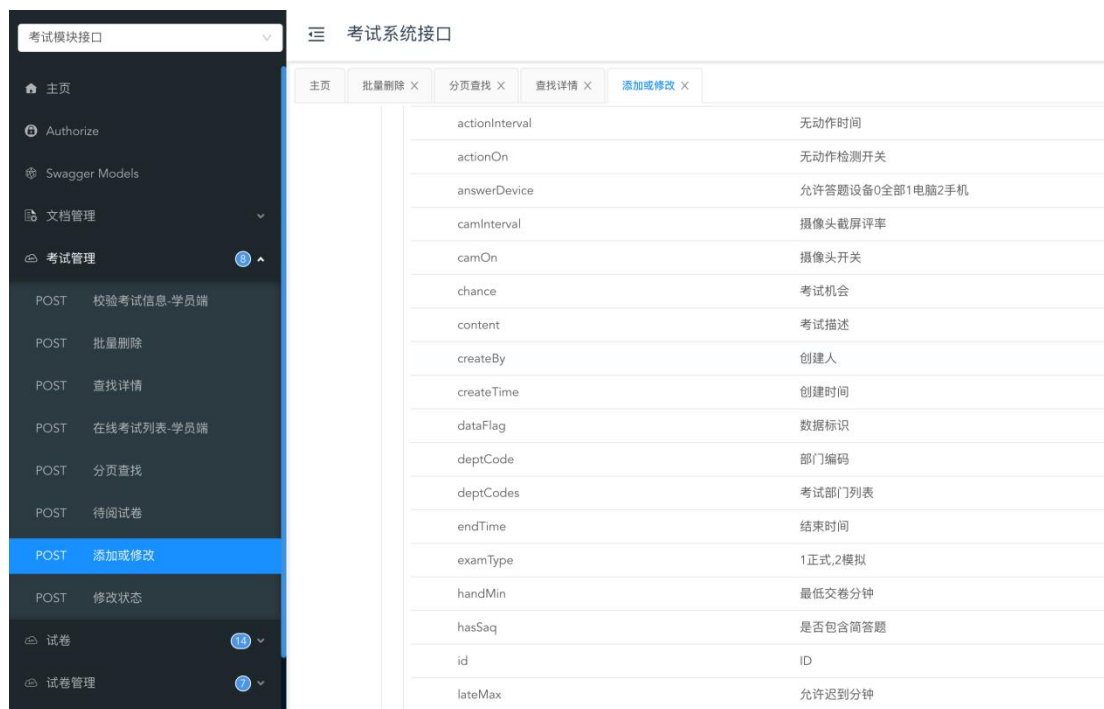 考试模块接口
主页
Authorize
Swagger Models
文档管理
考试管理 8
POST 校验考试信息-学员端
POST 批量删除
POST 查找详情
POST 在线考试列表-学员端
POST 分页查找
POST 待阅试卷
POST 添加或修改
POST 修改状态
试卷 14
试卷管理 7
考试系统接口
主页 批量删除 分页查找 查找详情 添加或修改
actionInterval 无动作时间
actionOn 无动作检测开关
answerDevice 允许答题设备0全部1电脑2手机
camInterval 摄像头截屏评率
camOn 摄像头开关
chance 考试机会
content 考试描述
createBy 创建人
createTime 创建时间
dataFlag 数据标识
deptCode 部门编码
deptCodes 考试部门列表
endTime 结束时间
examType 1正式,2模拟
handMin 最低交卷分钟
hasSaq 是否包含简答题
id ID
lateMax 允许迟到分钟